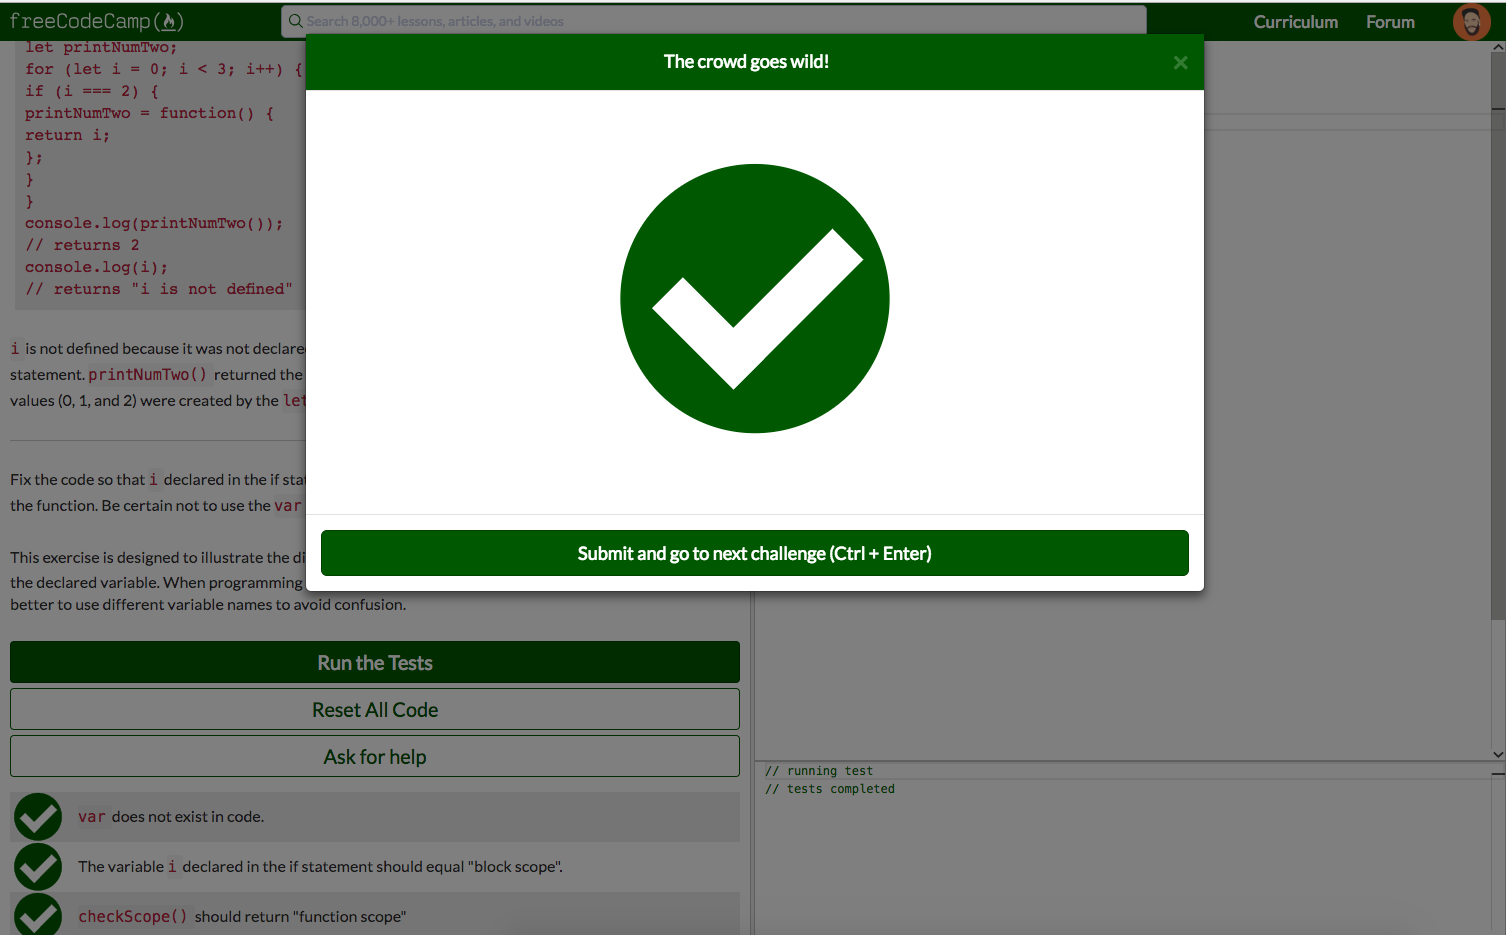 freeCodeCamp
Search 8,000+ lessons, articles, and videos
Curriculum
Forum
let printNumTwo;
for (let i = 0; i < 3; i++) {
if (i === 2) {
printNumTwo = function() {
return i;
};
}
}
console.log(printNumTwo());
// returns 2
console.log(i);
// returns "i is not defined"
i is not defined because it was not declare
statement. printNumTwo() returned the
values (0, 1, and 2) were created by the let
Fix the code so that i declared in the if sta
the function. Be certain not to use the var
This exercise is designed to illustrate the di
the declared variable. When programming
better to use different variable names to avoid confusion.
Run the Tests
Reset All Code
Ask for help
var does not exist in code.
The variable i declared in the if statement should equal "block scope".
checkScope() should return "function scope"
The crowd goes wild!
×
Submit and go to next challenge (Ctrl + Enter)
// running test
// tests completed